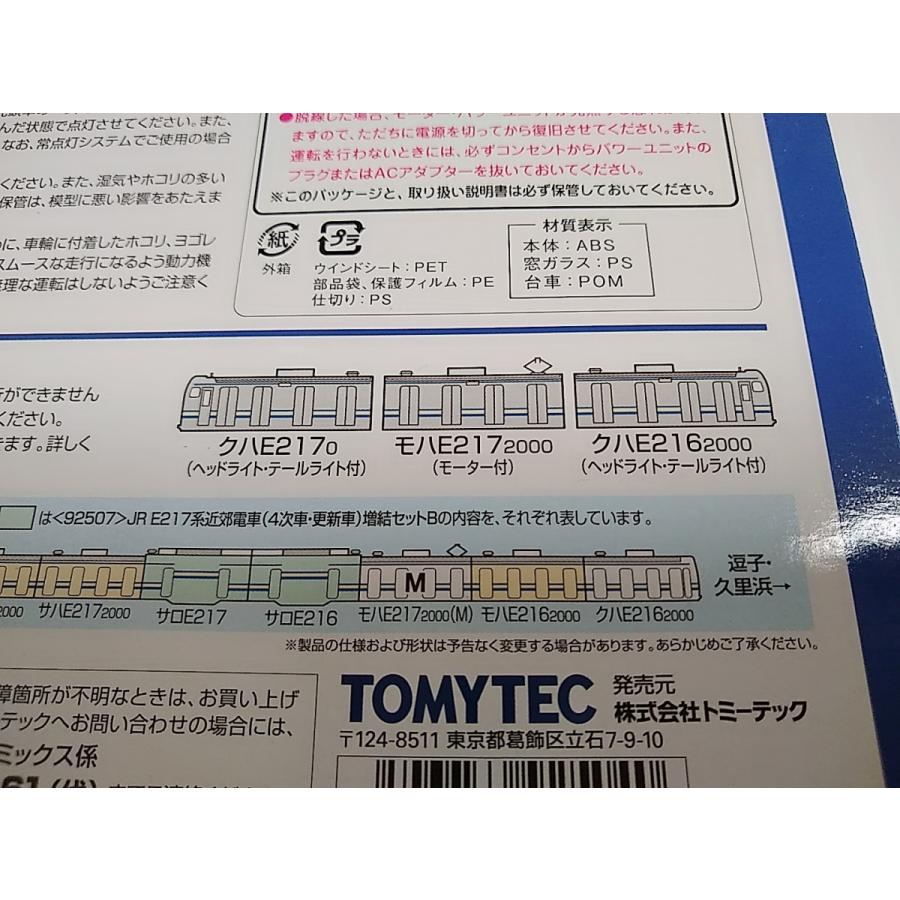 んだ状態で点灯させてください。また、
なお、常点灯システムでご使用の場合
ください。また、湿気やホコリの多い
保管は、模型に悪い影響をあたえま
に、車輪に付着したホコリ、ヨゴレ
スムースな走行になるよう動力機
無理な運転はしないようご注意く
●脱線した場合、モーター
ますので、ただちに電源を切ってから復旧させてください。また、
運転を行わないときには、必ずコンセントからパワーユニットの
プラグまたはACアダプターを抜いておいてください。
※このパッケージと、取り扱い説明書は必ず保管しておいてください。
紙
外箱
プラ
ウインドシート：PET
部品袋、保護フィルム：PE
仕切り：PS
材質表示
本体：ABS
窓ガラス：PS
台車：POM
行ができません
ください。
ます。詳しく
クハE2170
(ヘッドライト・テールライト付)
モハE2172000
(モーター付)
クハE2162000
(ヘッドライト・テールライト付)
は<92507>JR E217系近郊電車(4次車・更新車)増結セットBの内容を、それぞれ表しています。
M
逗子・
久里浜→
2000
サハE2172000
サロE217
サロE216
モハE2172000(M)
モハE2162000
クハE2162000
※製品の仕様および形状は予告なく変更する場合があります。あらかじめご了承ください。
障箇所が不明なときは、お買い上げ
テックへお問い合わせの場合には、
ミックス係
61(代)
TOMYTEC
発売元
株式会社トミーテック
〒124-8511 東京都葛飾区立石7-9-10